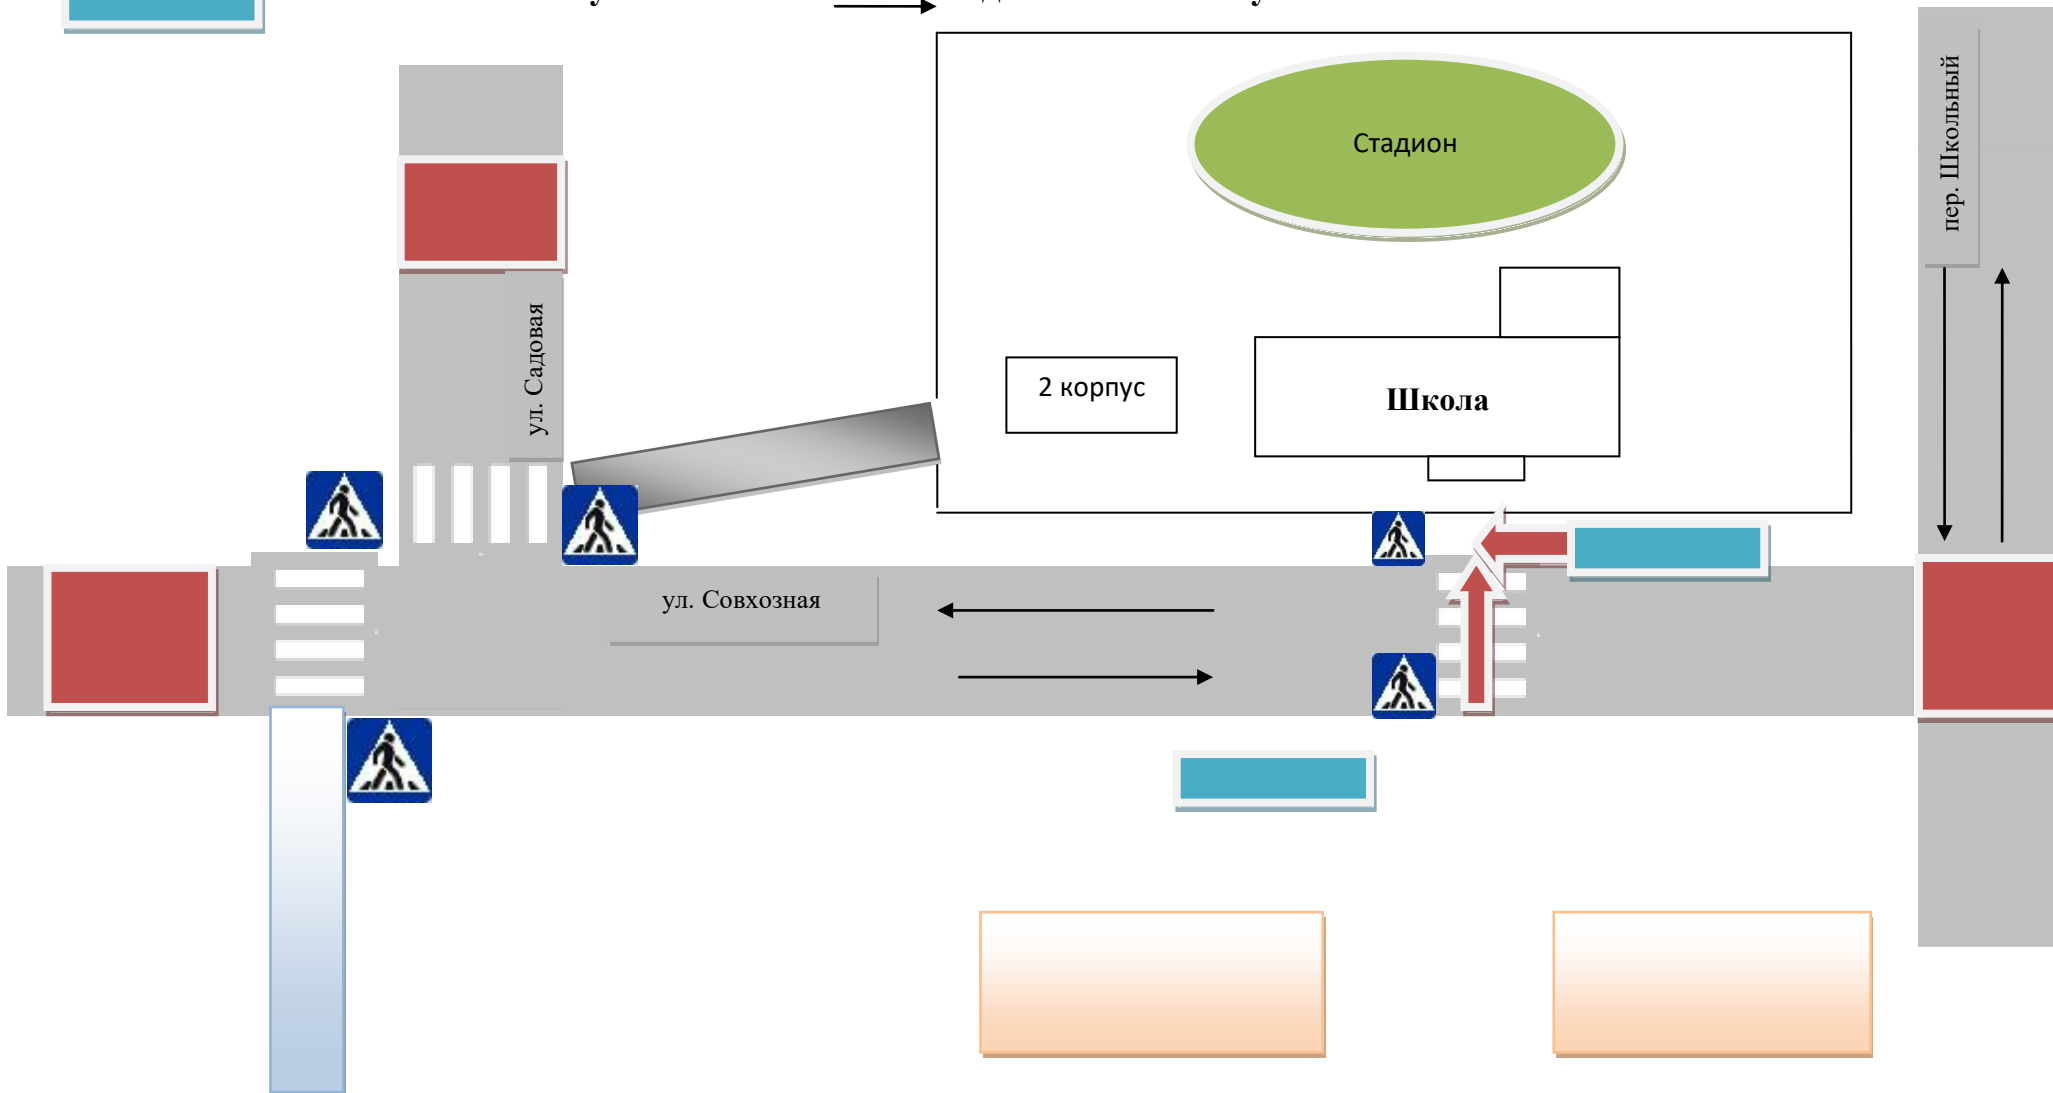 Стадион
пер. Школьный
ул. Садовая
2 корпус
Школа
ул. Совхозная